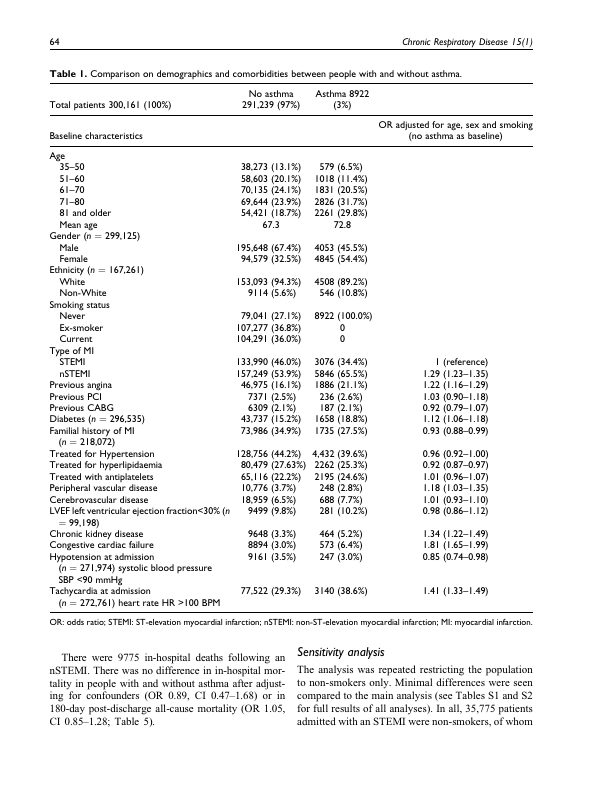 64 Chronic Respiratory Disease 15(1)
Table 1. Comparison on demographics and comorbidities between people with and without asthma.
Total patients 300,161 (100%) No asthma 291,239 (97%) Asthma 8922 (3%)
Baseline characteristics OR adjusted for age, sex and smoking (no asthma as baseline)
Age
35–50 38,273 (13.1%) 579 (6.5%)
51–60 58,603 (20.1%) 1018 (11.4%)
61–70 70,135 (24.1%) 1831 (20.5%)
71–80 69,644 (23.9%) 2826 (31.7%)
81 and older 54,421 (18.7%) 2261 (29.8%)
Mean age 67.3 72.8
Gender (n = 299,125)
Male 195,648 (67.4%) 4053 (45.5%)
Female 94,579 (32.5%) 4845 (54.4%)
Ethnicity (n = 167,261)
White 153,093 (94.3%) 4508 (89.2%)
Non-White 9114 (5.6%) 546 (10.8%)
Smoking status
Never 79,041 (27.1%) 8922 (100.0%)
Ex-smoker 107,277 (36.8%) 0
Current 104,291 (36.0%) 0
Type of MI
STEMI 133,990 (46.0%) 3076 (34.4%) 1 (reference)
nSTEMI 157,249 (53.9%) 5846 (65.5%) 1.29 (1.23–1.35)
Previous angina 46,975 (16.1%) 1886 (21.1%) 1.22 (1.16–1.29)
Previous PCI 7371 (2.5%) 236 (2.6%) 1.03 (0.90–1.18)
Previous CABG 6309 (2.1%) 187 (2.1%) 0.92 (0.79–1.07)
Diabetes (n = 296,535) 43,737 (15.2%) 1658 (18.8%) 1.12 (1.06–1.18)
Familial history of MI 73,986 (34.9%) 1735 (27.5%) 0.93 (0.88–0.99)
(n = 218,072)
Treated for Hypertension 128,756 (44.2%) 4,432 (39.6%) 0.96 (0.92–1.00)
Treated for hyperlipidaemia 80,479 (27.63%) 2262 (25.3%) 0.92 (0.87–0.97)
Treated with antiplatelets 65,116 (22.2%) 2195 (24.6%) 1.01 (0.96–1.07)
Peripheral vascular disease 10,776 (3.7%) 248 (2.8%) 1.18 (1.03–1.35)
Cerebrovascular disease 18,959 (6.5%) 688 (7.7%) 1.01 (0.93–1.10)
LVEF left ventricular ejection fraction<30% (n 9499 (9.8%) 281 (10.2%) 0.98 (0.86–1.12)
= 99,198)
Chronic kidney disease 9648 (3.3%) 464 (5.2%) 1.34 (1.22–1.49)
Congestive cardiac failure 8894 (3.0%) 573 (6.4%) 1.81 (1.65–1.99)
Hypotension at admission 9161 (3.5%) 247 (3.0%) 0.85 (0.74–0.98)
(n = 271,974) systolic blood pressure
SBP <90 mmHg
Tachycardia at admission 77,522 (29.3%) 3140 (38.6%) 1.41 (1.33–1.49)
(n = 272,761) heart rate HR >100 BPM
OR: odds ratio; STEMI: ST-elevation myocardial infarction; nSTEMI: non-ST-elevation myocardial infarction; MI: myocardial infarction.
There were 9775 in-hospital deaths following an
nSTEMI. There was no difference in in-hospital mor-
tality in people with and without asthma after adjust-
ing for confounders (OR 0.89, CI 0.47–1.68) or in
180-day post-discharge all-cause mortality (OR 1.05,
CI 0.85–1.28; Table 5).
Sensitivity analysis
The analysis was repeated restricting the population
to non-smokers only. Minimal differences were seen
compared to the main analysis (see Tables S1 and S2
for full results of all analyses). In all, 35,775 patients
admitted with an STEMI were non-smokers, of whom